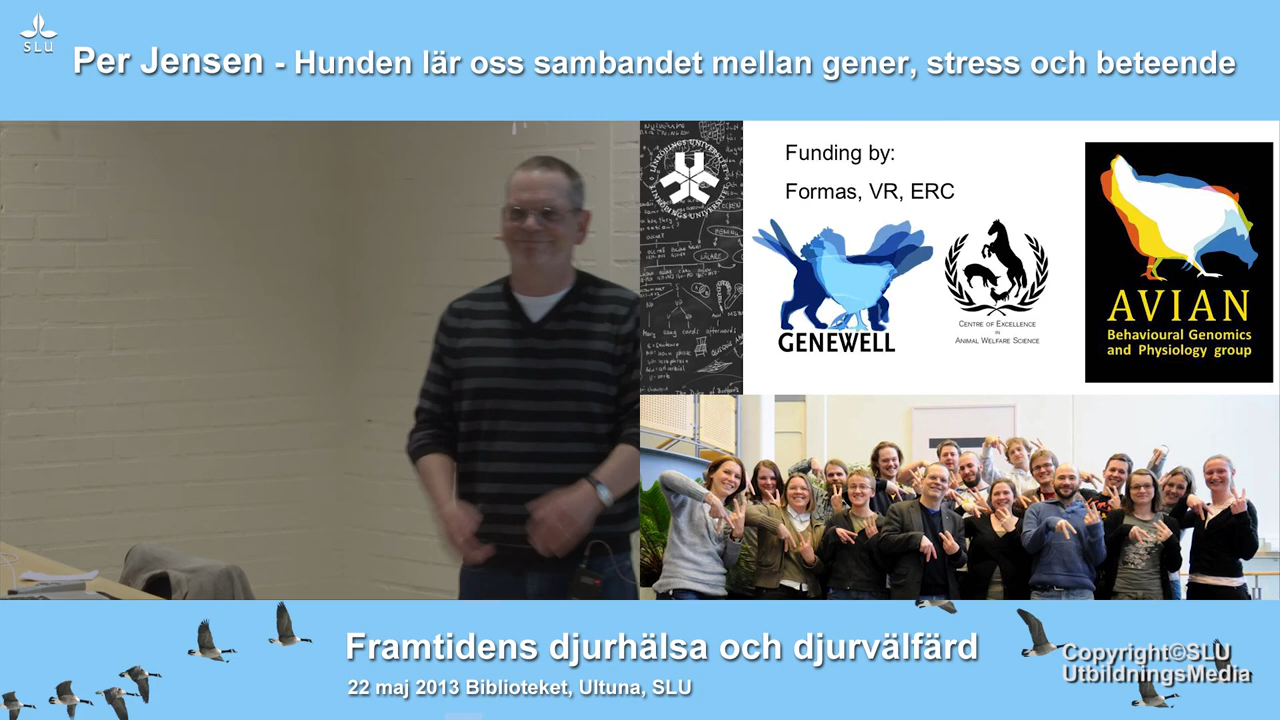 SLU
Per Jensen - Hunden lär oss sambandet mellan gener, stress och beteende
LINKÖPINGS UNIVERSITET
Funding by:
Formas, VR, ERC
GENEWELL
CENTRE OF EXCELLENCE
IN
ANIMAL WELFARE SCIENCE
AVIAN
Behavioural Genomics
and Physiology group
Framtidens djurhälsa och djurvälfärd
22 maj 2013 Biblioteket, Ultuna, SLU
Copyright©SLU
UtbildningsMedia